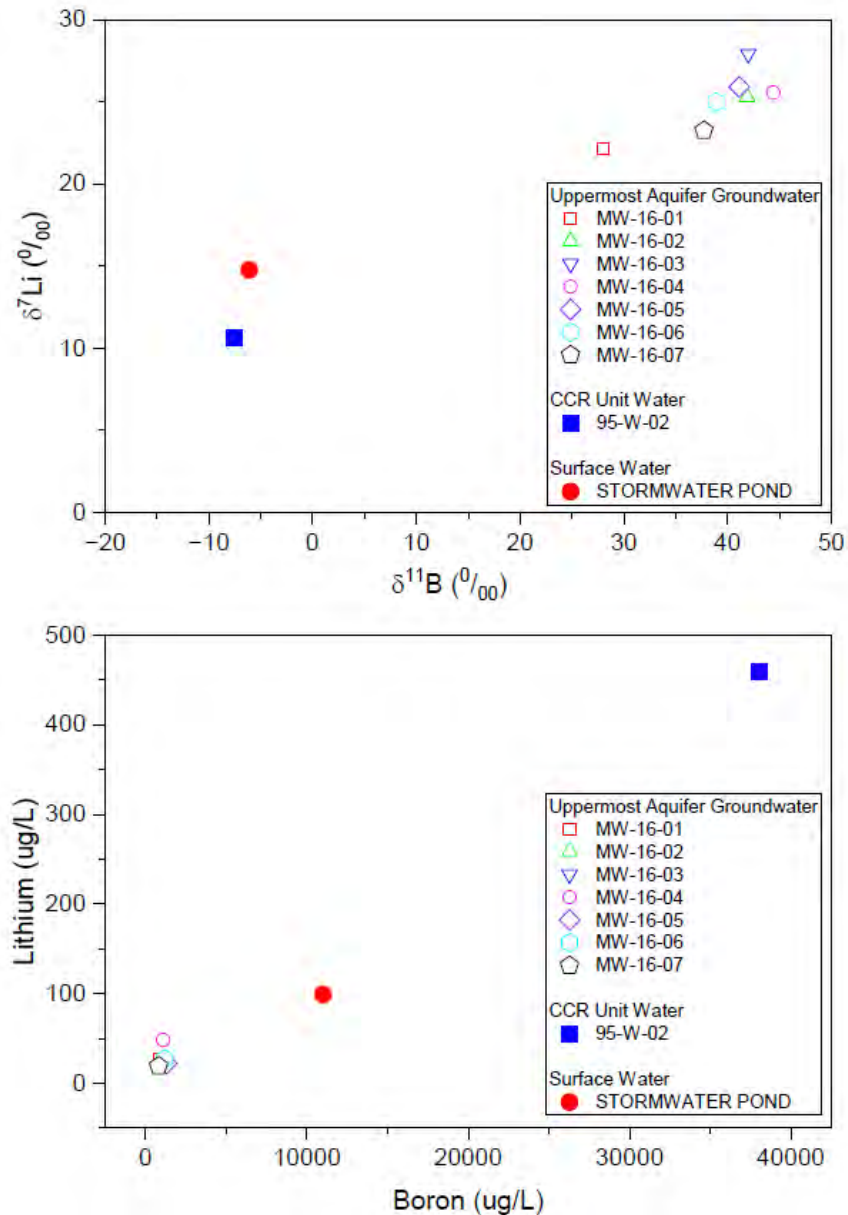 30
20
10
0
δ⁷Li (⁰/₀₀)
−20
−10
0
10
20
30
40
50
δ¹¹B (⁰/₀₀)
Uppermost Aquifer Groundwater
MW-16-01
MW-16-02
MW-16-03
MW-16-04
MW-16-05
MW-16-06
MW-16-07
CCR Unit Water
95-W-02
Surface Water
STORMWATER POND
500
400
300
200
100
0
Lithium (ug/L)
0
10000
20000
30000
40000
Boron (ug/L)
Uppermost Aquifer Groundwater
MW-16-01
MW-16-02
MW-16-03
MW-16-04
MW-16-05
MW-16-06
MW-16-07
CCR Unit Water
95-W-02
Surface Water
STORMWATER POND